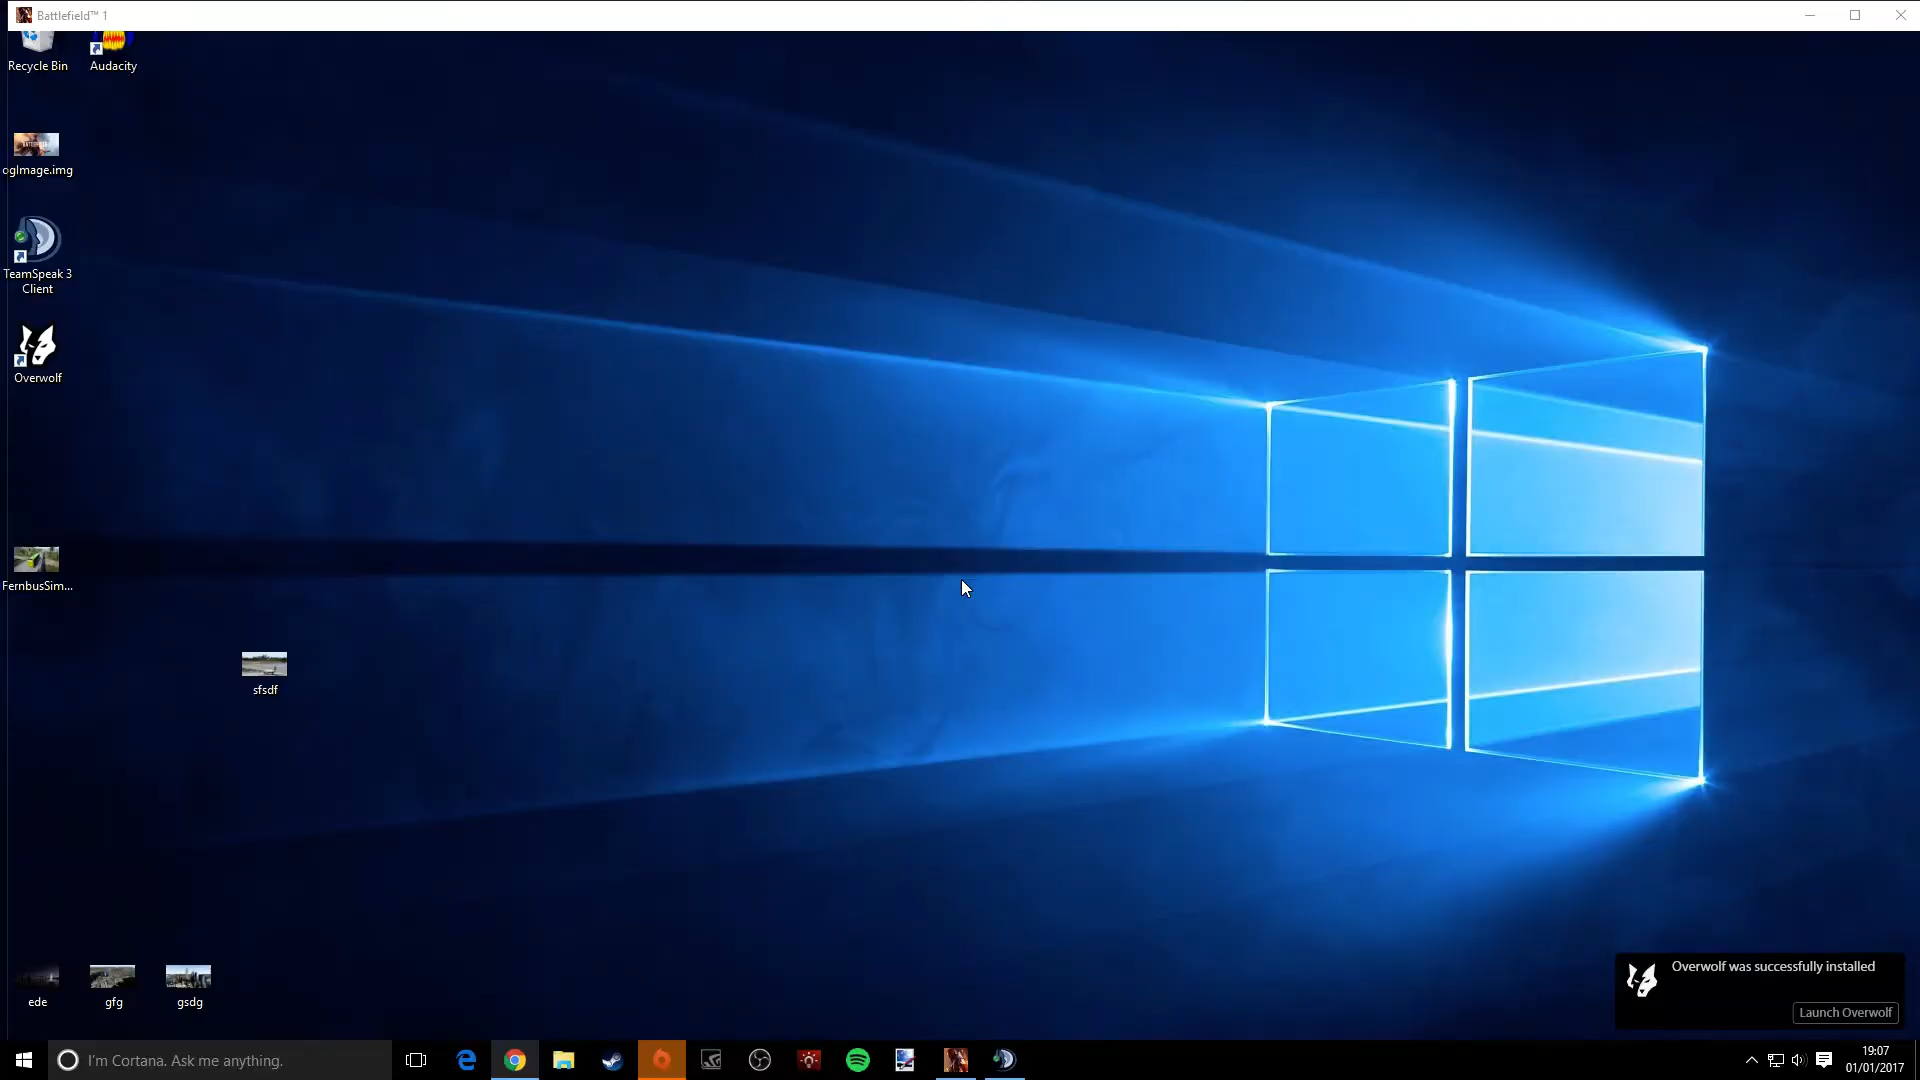 Battlefield™ 1
Recycle Bin
Audacity
ogImage.img
TeamSpeak 3
Client
Overwolf
FernbusSim...
sfsdf
ede
gfg
gsdg
Overwolf was successfully installed
Launch Overwolf
I'm Cortana. Ask me anything.
19:07
01/01/2017